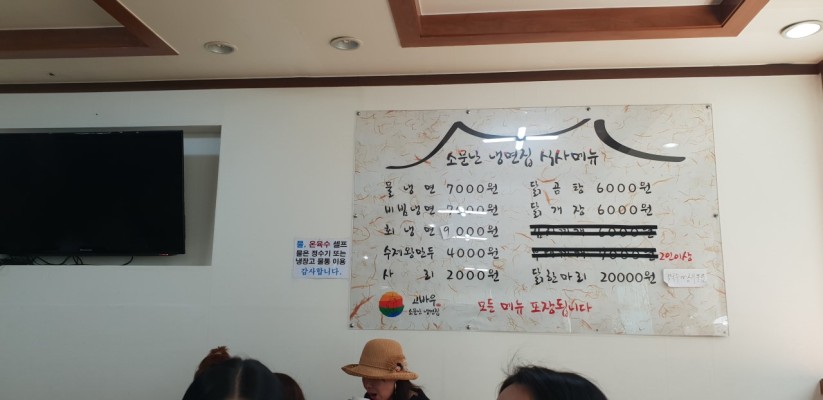 소문난 냉면집 식사메뉴
물냉면 7000원
비빔냉면 7000원
회냉면 9000원
수제왕만두 4000원
사리 2000원
닭곰탕 6000원
닭개장 6000원
2인이상
닭한마리 20000원
고바우
소문난 냉면집
모든 메뉴 포장됩니다
물, 온육수 셀프
물은 정수기 또는
냉장고 물통 이용
감사합니다.